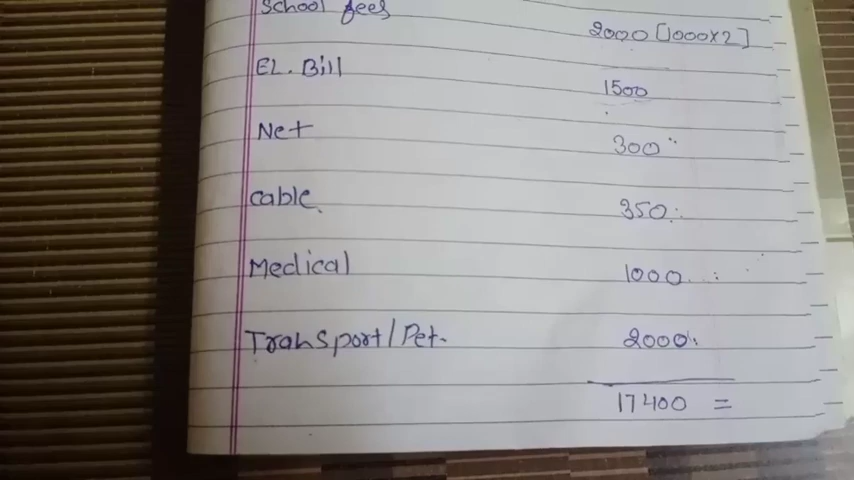 School fees 2000 [1000x2]
EL. Bill 1500
Net 300
cable. 350
Medical 1000
Transport/Pet. 2000
17400 =